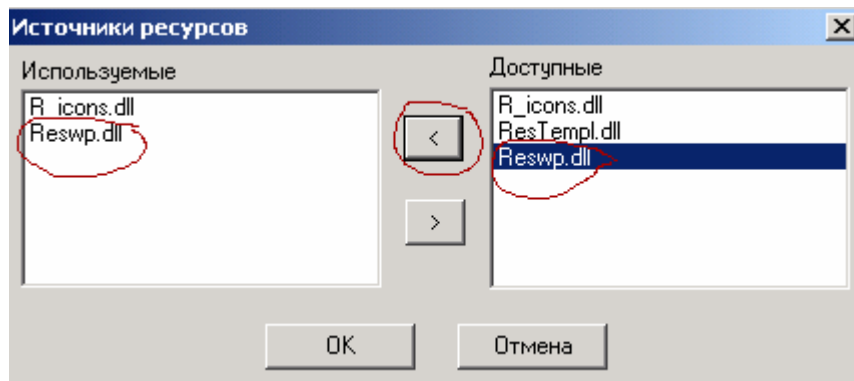 Источники ресурсов
Используемые
Доступные
R_icons.dll
Reswp.dll
<
>
R_icons.dll
ResTempl.dll
Reswp.dll
OK
Отмена